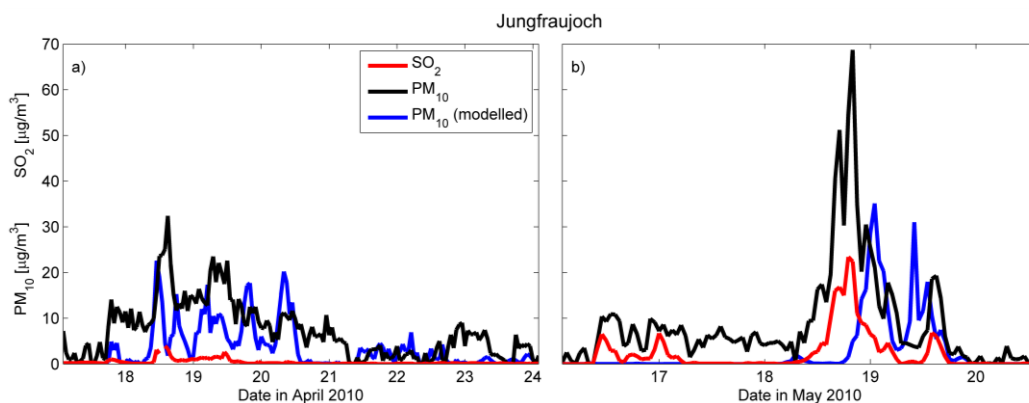 Jungfraujoch
SO2 [µg/m³]
PM10 [µg/m³]
a)
70
60
50
40
30
20
10
0
SO2
PM10
PM10 (modelled)
18 19 20 21 22 23 24
Date in April 2010
b)
17 18 19 20
Date in May 2010